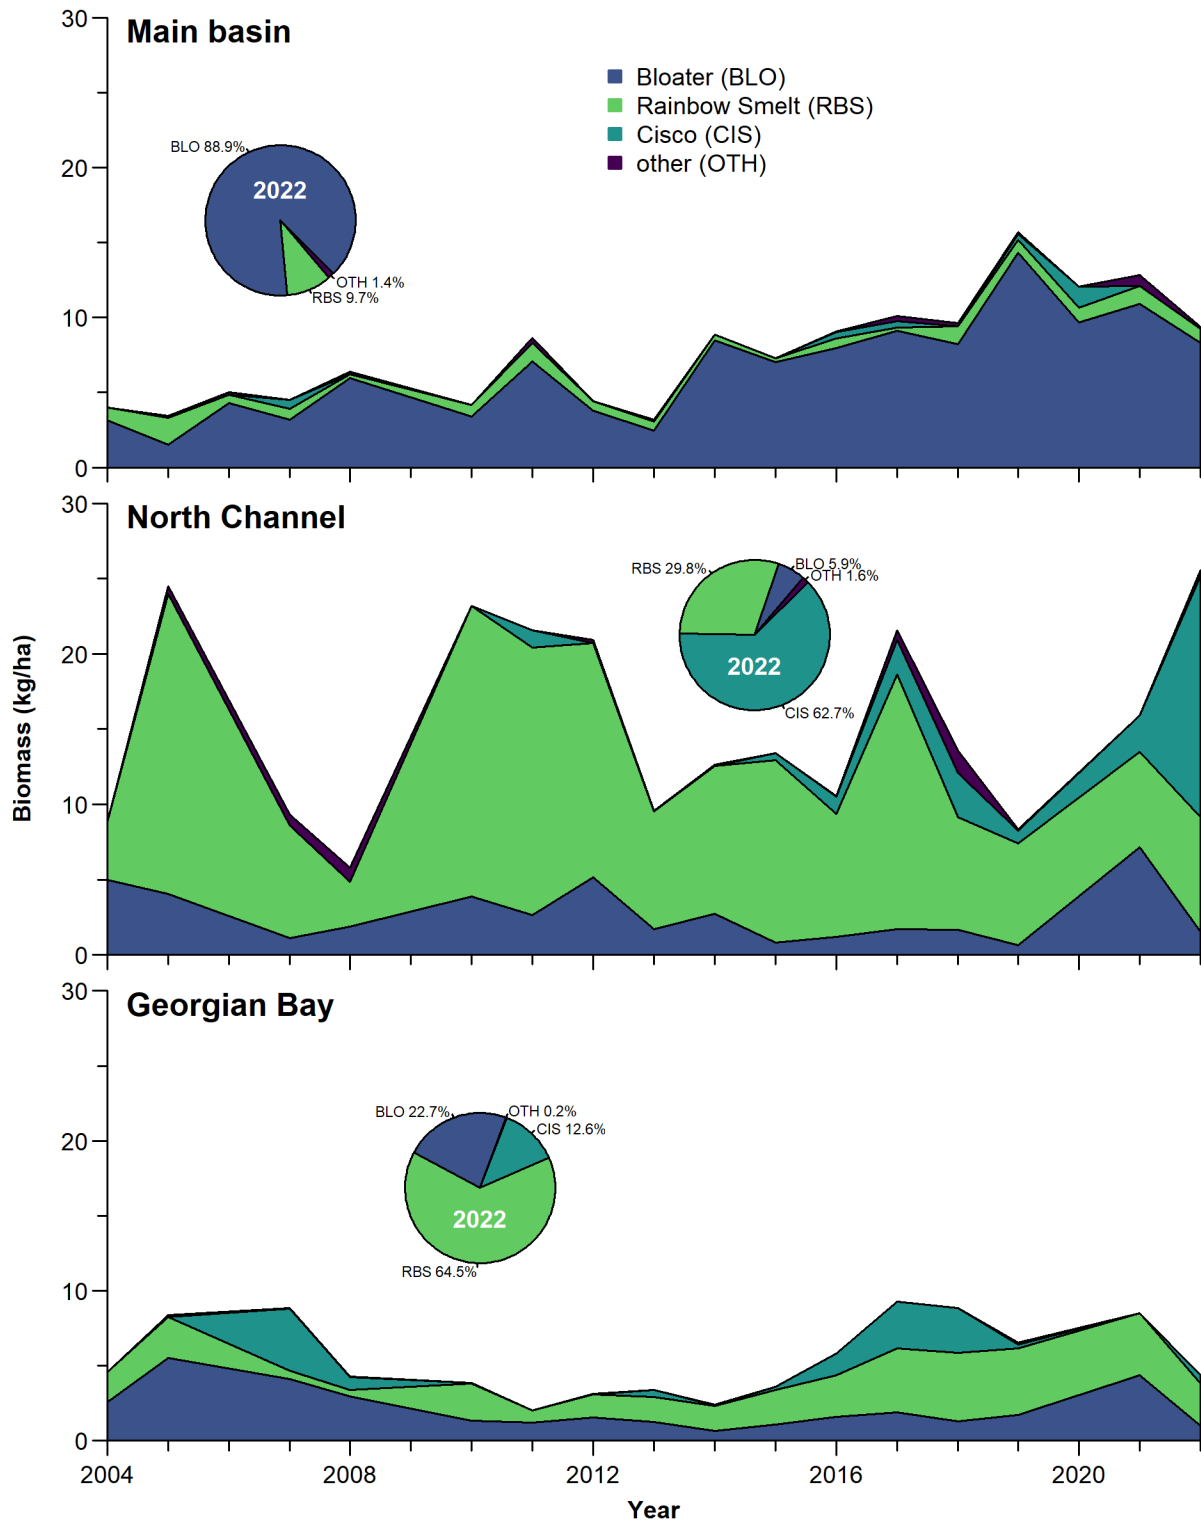 30
Main basin
Bloater (BLO)
Rainbow Smelt (RBS)
Cisco (CIS)
other (OTH)
BLO 88.9%
20
2022
OTH 1.4%
RBS 9.7%
10
0
30
North Channel
RBS 29.8%
BLO 5.9%
OTH 1.6%
20
2022
CIS 62.7%
10
0
Biomass (kg/ha)
30
Georgian Bay
BLO 22.7%
OTH 0.2%
CIS 12.6%
20
2022
RBS 64.5%
10
0
2004 2008 2012 2016 2020
Year